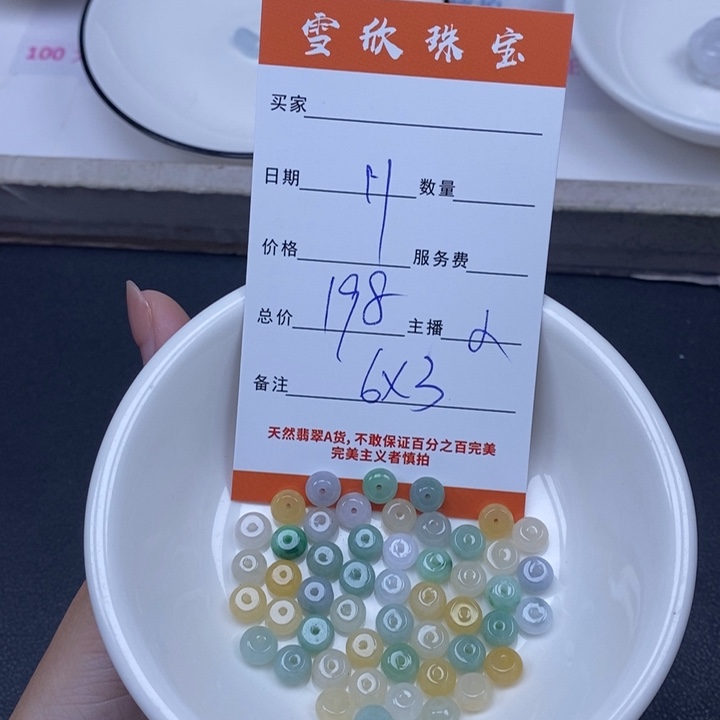 100
雪欣珠宝
买家
日期 数量
价格 服务费
总价 198 主播
备注 6x3
天然翡翠A货,不敢保证百分之百完美
完美主义者慎拍